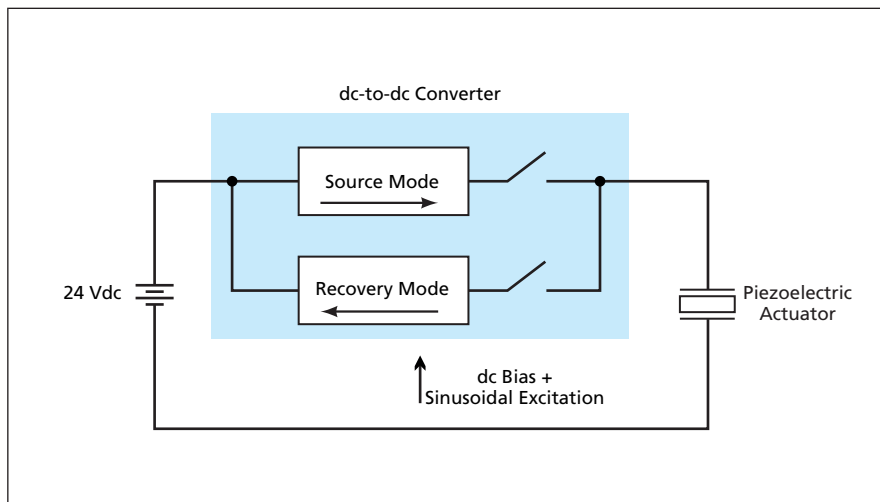 dc-to-dc Converter
Source Mode
Recovery Mode
24 Vdc
Piezoelectric
Actuator
dc Bias +
Sinusoidal Excitation